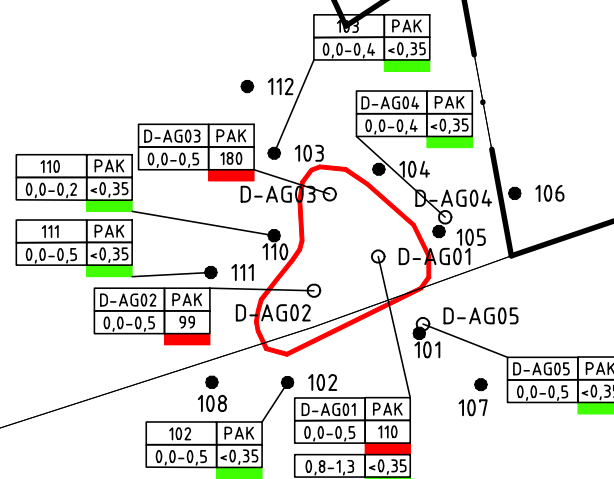 103 PAK
0,0-0,4 <0,35
112
D-AG04 PAK
0,0-0,4 <0,35
D-AG03 PAK
0,0-0,5 180
103
110 PAK
0,0-0,2 <0,35
104
D-AG03
D-AG04
106
111 PAK
0,0-0,5 <0,35
110
105
D-AG01
111
D-AG02 PAK
0,0-0,5 99
D-AG02
D-AG05
101
D-AG05 PAK
0,0-0,5 <0,35
108
102
107
D-AG01 PAK
0,0-0,5 110
0,8-1,3 <0,35
102 PAK
0,0-0,5 <0,35